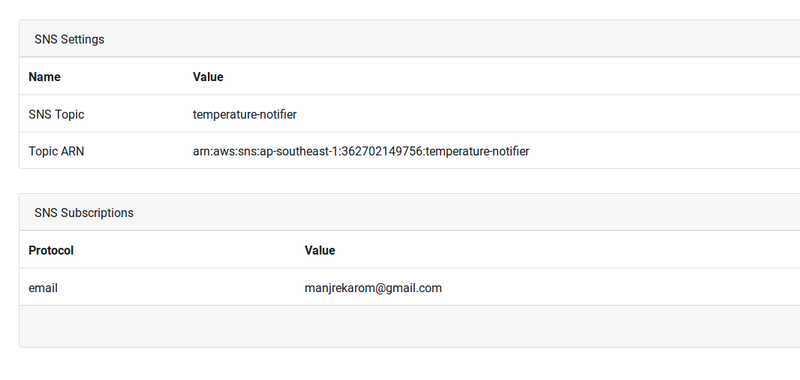 SNS Settings
Name Value
SNS Topic temperature-notifier
Topic ARN arn:aws:sns:ap-southeast-1:362702149756:temperature-notifier
SNS Subscriptions
Protocol Value
email manjrekarom@gmail.com